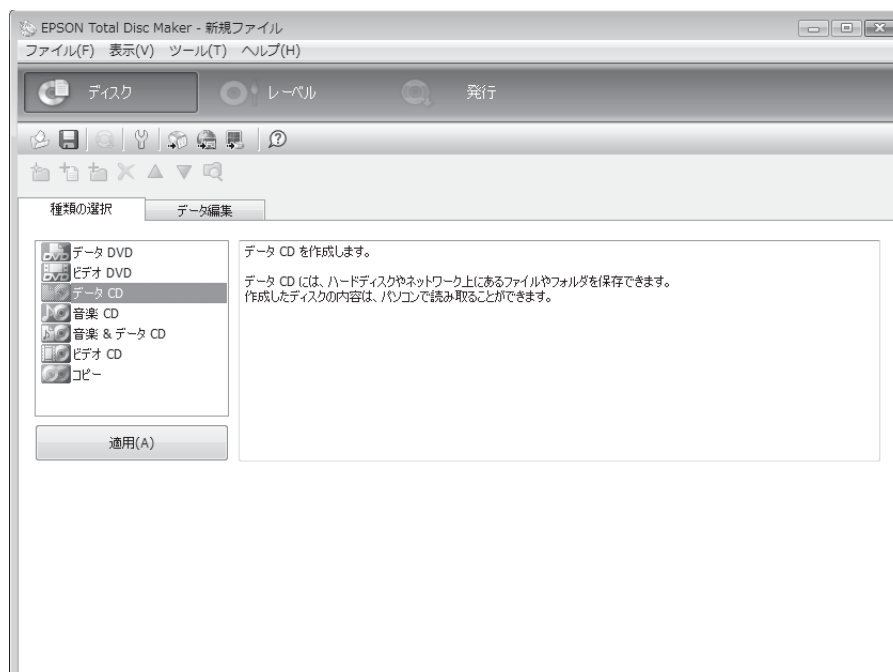 EPSON Total Disc Maker - 新規ファイル
ファイル(F) 表示(V) ツール(T) ヘルプ(H)
ディスク レーベル 発行
種類の選択 データ編集
データ DVD
ビデオ DVD
データ CD
音楽 CD
音楽 & データ CD
ビデオ CD
コピー
適用(A)
データ CD を作成します。
データ CD には、ハードディスクやネットワーク上にあるファイルやフォルダを保存できます。
作成したディスクの内容は、パソコンで読み取ることができます。